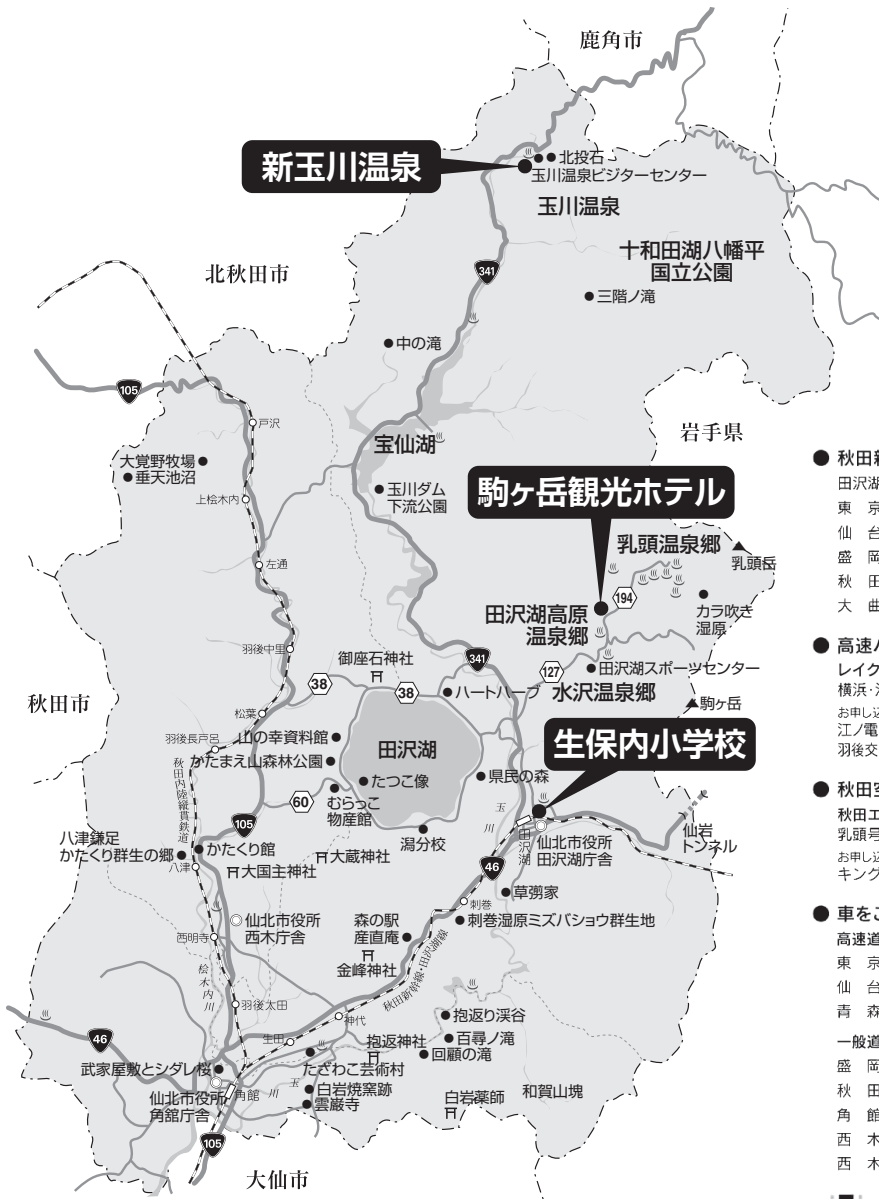 鹿角市
新玉川温泉
北投石
玉川温泉ビジターセンター
玉川温泉
十和田湖八幡平
国立公園
北秋田市
341
三階ノ滝
中の滝
105
戸沢
岩手県
宝仙湖
大覚野牧場
垂天池沼
上桧木内
玉川ダム
下流公園
駒ヶ岳観光ホテル
乳頭温泉郷
乳頭岳
左通
194
カラ吹き
湿原
田沢湖高原
温泉郷
羽後中里
御座石神社
341
127
田沢湖スポーツセンター
38
38
ハートハーブ
水沢温泉郷
秋田市
松葉
駒ヶ岳
羽後長戸呂
山の幸資料館
田沢湖
生保内小学校
かたまえ山森林公園
たつこ像
県民の森
秋田内陸縦貫鉄道
60
むらっこ
物産館
玉川
105
潟分校
田沢湖
仙北市役所
田沢湖庁舎
仙岩
トンネル
八津鎌足
かたくり群生の郷
かたくり館
八津
大国主神社
大蔵神社
46
草彅家
刺巻
刺巻湿原ミズバショウ群生地
仙北市役所
西木庁舎
森の駅
産直庵
西明寺
金峰神社
桧木内川
秋田新幹線・田沢湖線
羽後太田
神代
抱返り渓谷
46
生田
抱返神社
百尋ノ滝
回顧の滝
武家屋敷とシダレ桜
たざわこ芸術村
玉川
仙北市役所
角館庁舎
角館
白岩焼窯跡
雲巌寺
白岩薬師
和賀山塊
105
大仙市
● 秋田新
田沢湖
東京
仙台
盛岡
秋田
大曲
● 高速バ
レイク
横浜・
お申し込
江ノ電
羽後交
● 秋田空
秋田エ
乳頭号
お申し込
キング
● 車をご
高速道
東京
仙台
青森
一般道
盛岡
秋田
角館
西木
西木